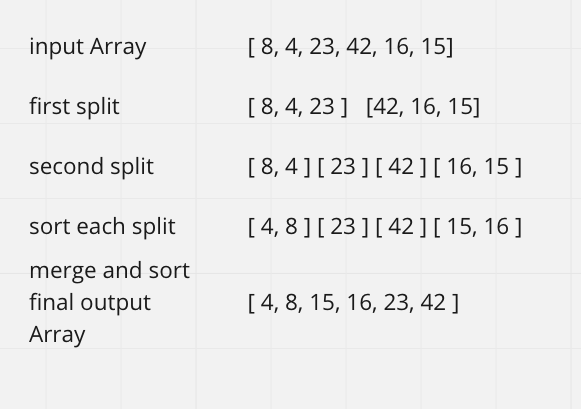 input Array [ 8, 4, 23, 42, 16, 15]
first split [ 8, 4, 23 ] [42, 16, 15]
second split [ 8, 4 ] [ 23 ] [ 42 ] [ 16, 15 ]
sort each split [ 4, 8 ] [ 23 ] [ 42 ] [ 15, 16 ]
merge and sort
final output [ 4, 8, 15, 16, 23, 42 ]
Array